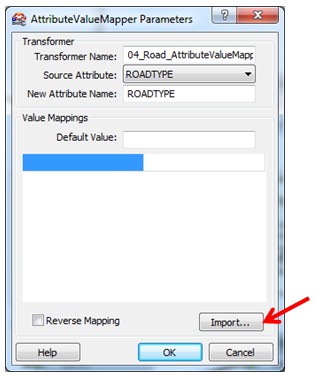 AttributeValueMapper Parameters
Transformer
Transformer Name: 04_Road_AttributeValueMapp
Source Attribute: ROADTYPE
New Attribute Name: ROADTYPE
Value Mappings
Default Value:
Reverse Mapping
Import...
Help
OK
Cancel